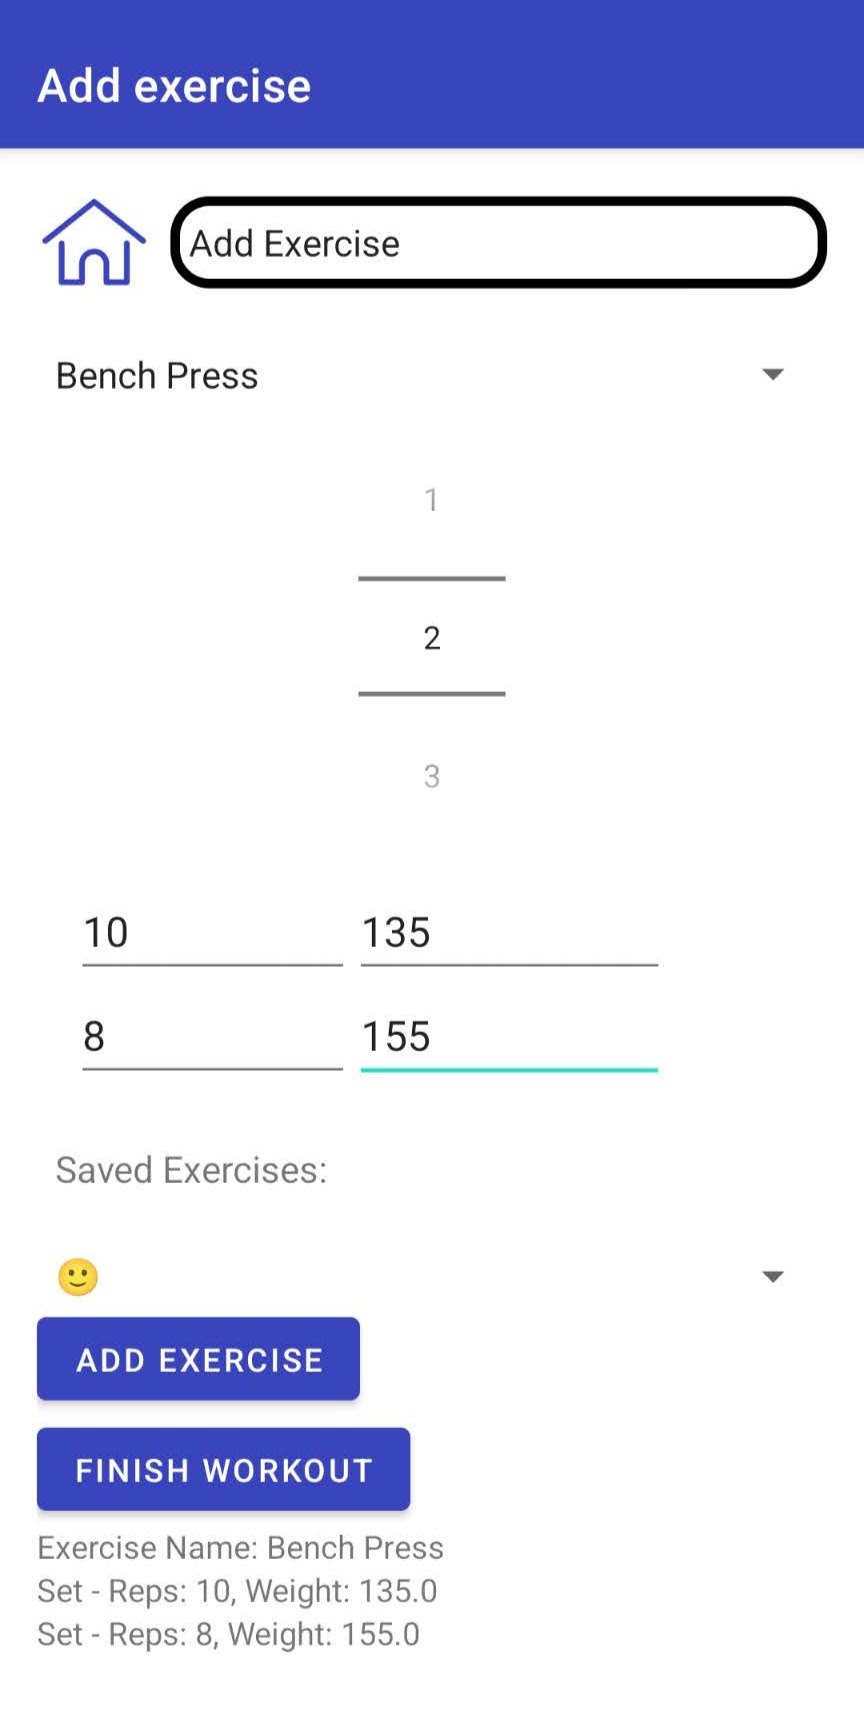 Add exercise
Add Exercise
Bench Press
1
2
3
10 135
8 155
Saved Exercises:
🙂
ADD EXERCISE
FINISH WORKOUT
Exercise Name: Bench Press
Set - Reps: 10, Weight: 135.0
Set - Reps: 8, Weight: 155.0